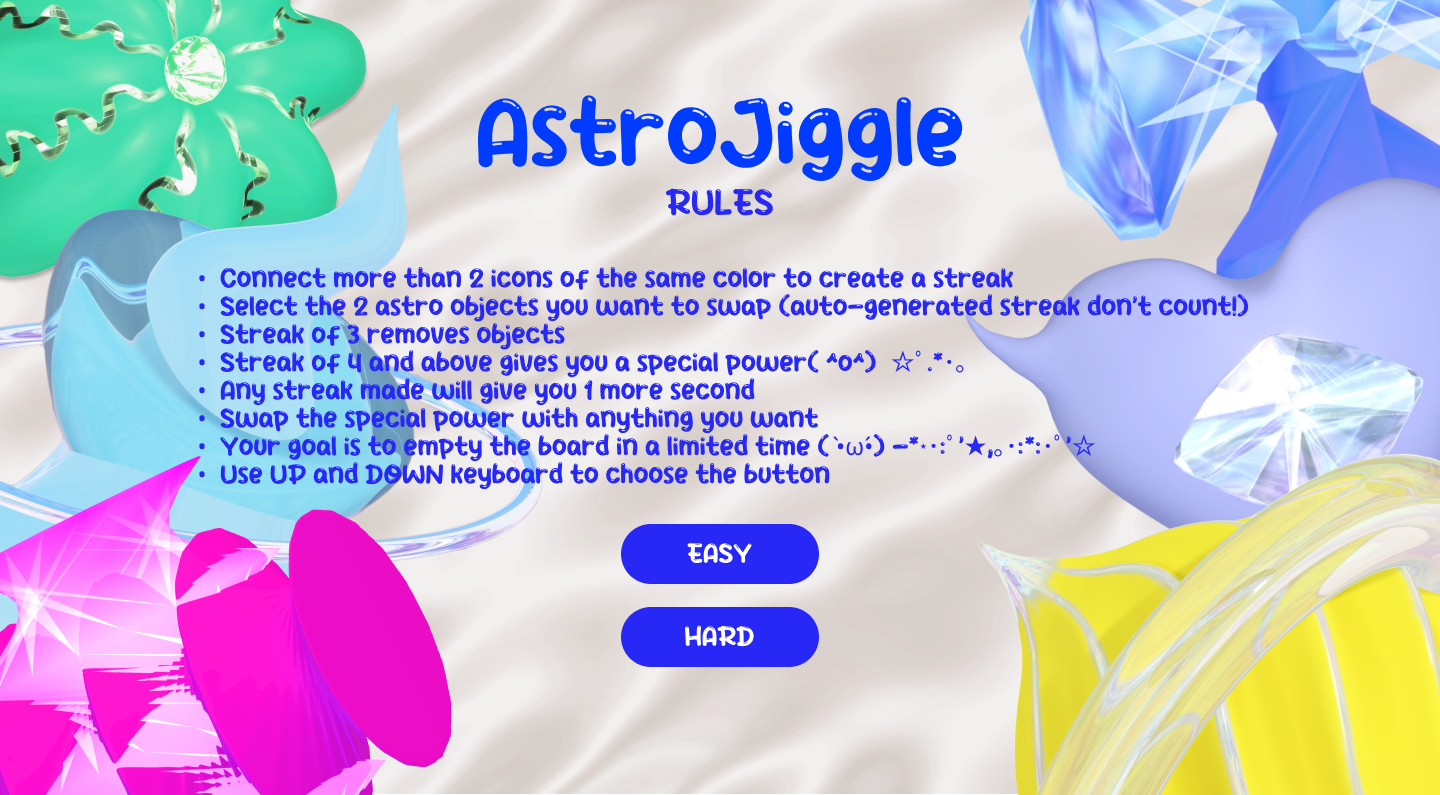 AstroJiggle
RULES
• Connect more than 2 icons of the same color to create a streak
• Select the 2 astro objects you want to swap (auto-generated streak don't count!)
• Streak of 3 removes objects
• Streak of 4 and above gives you a special power( ^o^) ☆ﾟ.*･｡
• Any streak made will give you 1 more second
• Swap the special power with anything you want
• Your goal is to empty the board in a limited time (`•ω•́) —*･･:ﾟ'★,｡･:*:･ﾟ'☆
• Use UP and DOWN keyboard to choose the button
EASY
HARD